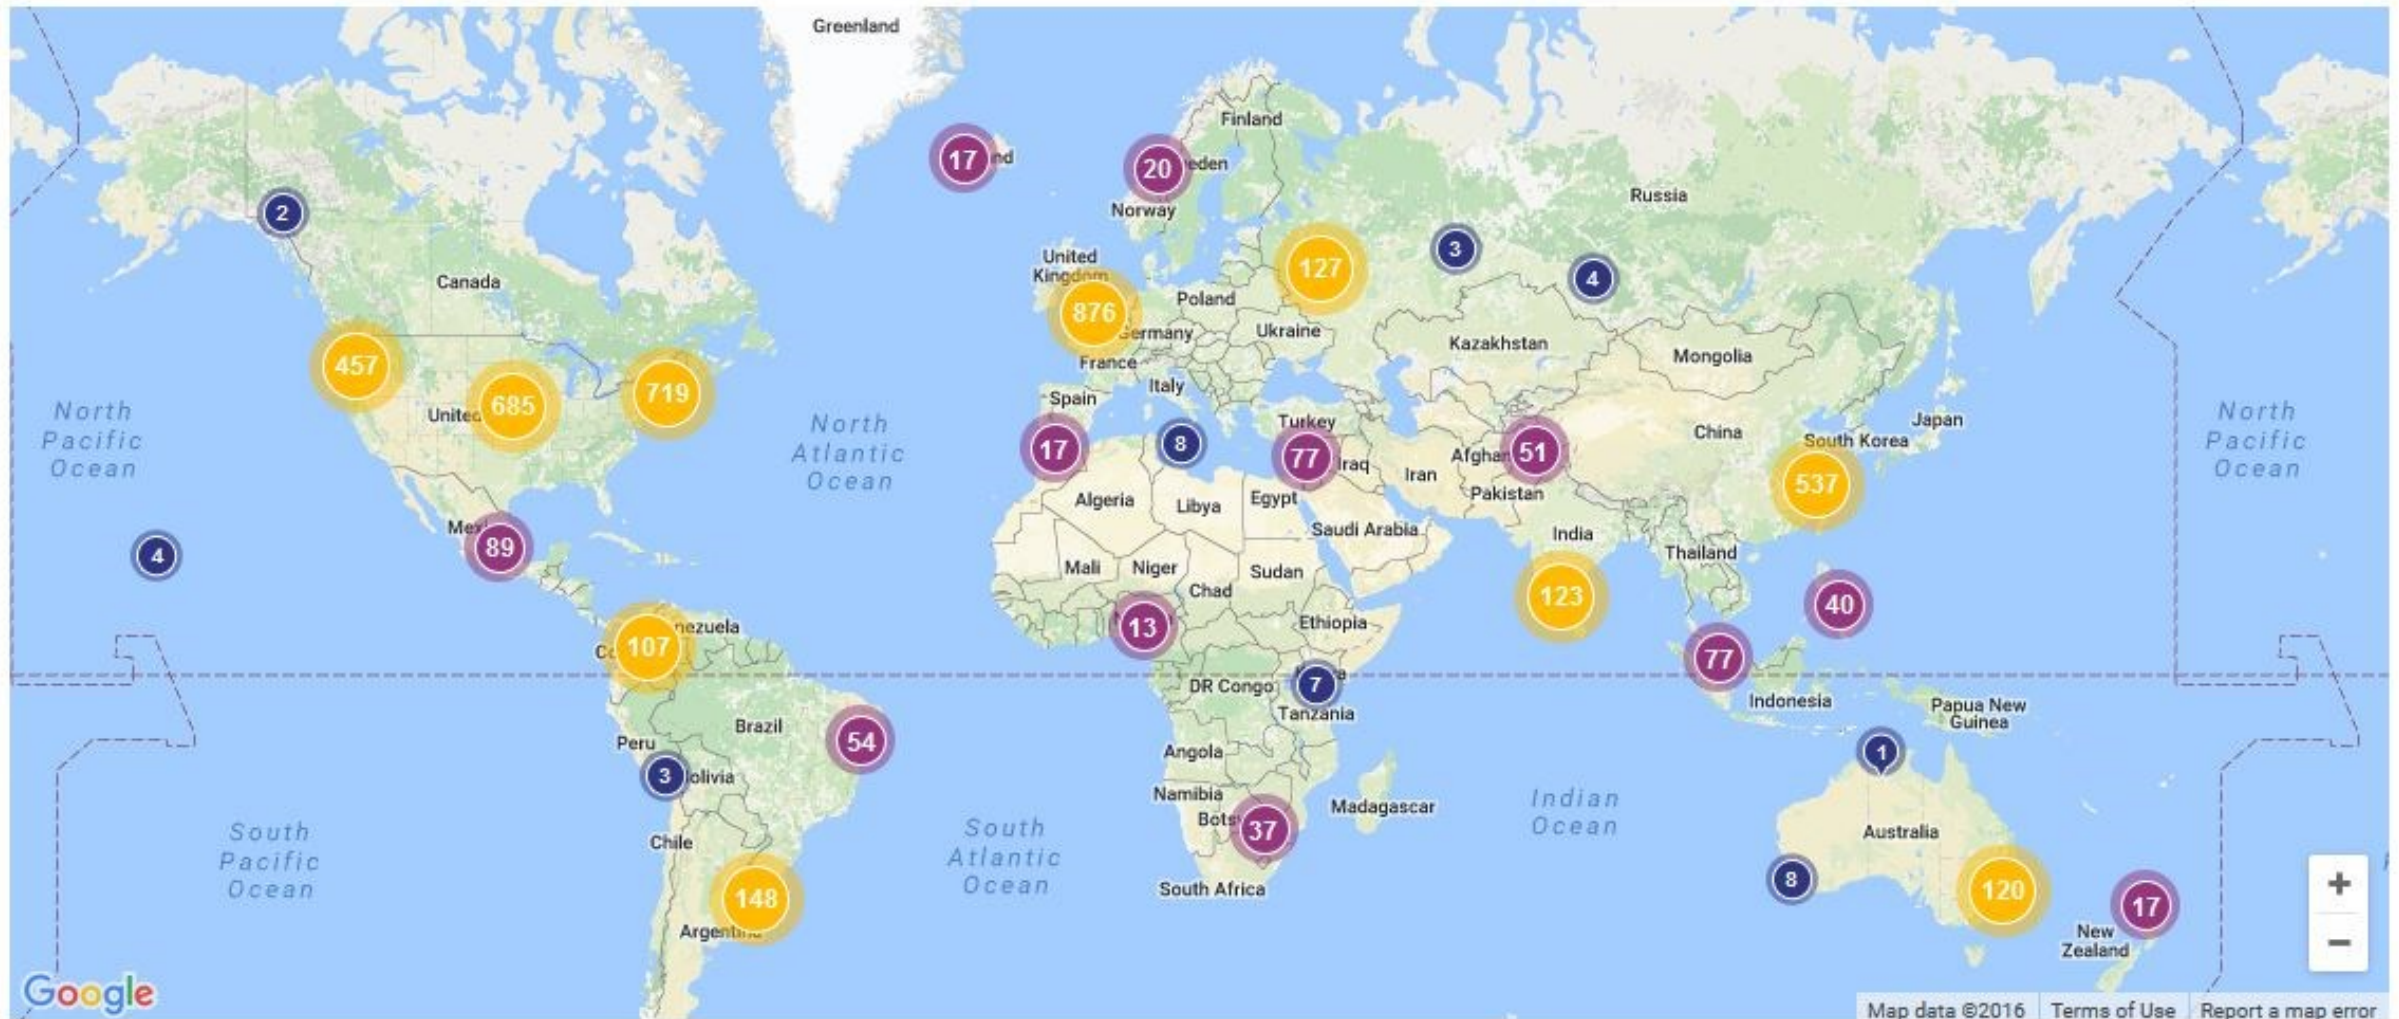 Greenland
Finland
17
nd
20
eden
Russia
Norway
2
United
Kingdom
127
3
4
Canada
876
Poland
Germany
Ukraine
Kazakhstan
Mongolia
457
France
Italy
719
685
United
Spain
North
Pacific
Ocean
North
Atlantic
Ocean
Turkey
China
Japan
South Korea
North
Pacific
Ocean
17
8
77
Iraq
Iran
Afghan
51
Pakistan
537
Algeria
Libya
Egypt
Saudi Arabia
India
Thailand
Mexi
89
4
Mali
Niger
Chad
Sudan
123
40
13
Ethiopia
107
nezuela
Co
77
DR Congo
7
a
Tanzania
Indonesia
Papua New
Guinea
Brazil
54
Peru
3
Bolivia
Angola
1
Namibia
Bots
37
Madagascar
Indian
Ocean
Australia
South
Pacific
Ocean
Chile
South
Atlantic
Ocean
South Africa
8
120
17
148
Argentina
New
Zealand
+
−
Google
Map data ©2016
Terms of Use
Report a map error